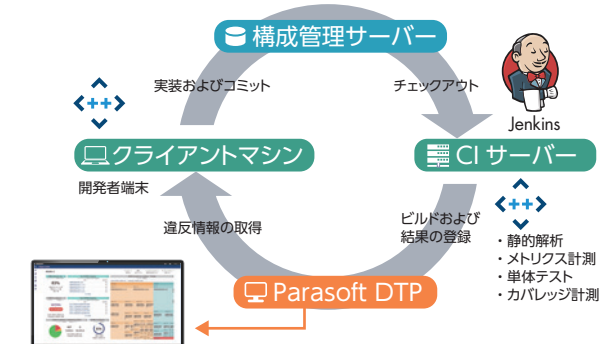 構成管理サーバー
実装およびコミット
チェックアウト
Jenkins
++
クライアントマシン
CI サーバー
開発者端末
++
違反情報の取得
ビルドおよび
結果の登録
・静的解析
・メトリクス計測
・単体テスト
・カバレッジ計測
Parasoft DTP